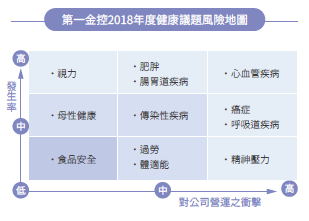 第一金控2018年度健康議題風險地圖
高
發生率
中
低
・視力
・肥胖
・腸胃道疾病
・心血管疾病
・母性健康
・傳染性疾病
・癌症
・呼吸道疾病
・食品安全
・過勞
・體適能
・精神壓力
中
高
對公司營運之衝擊